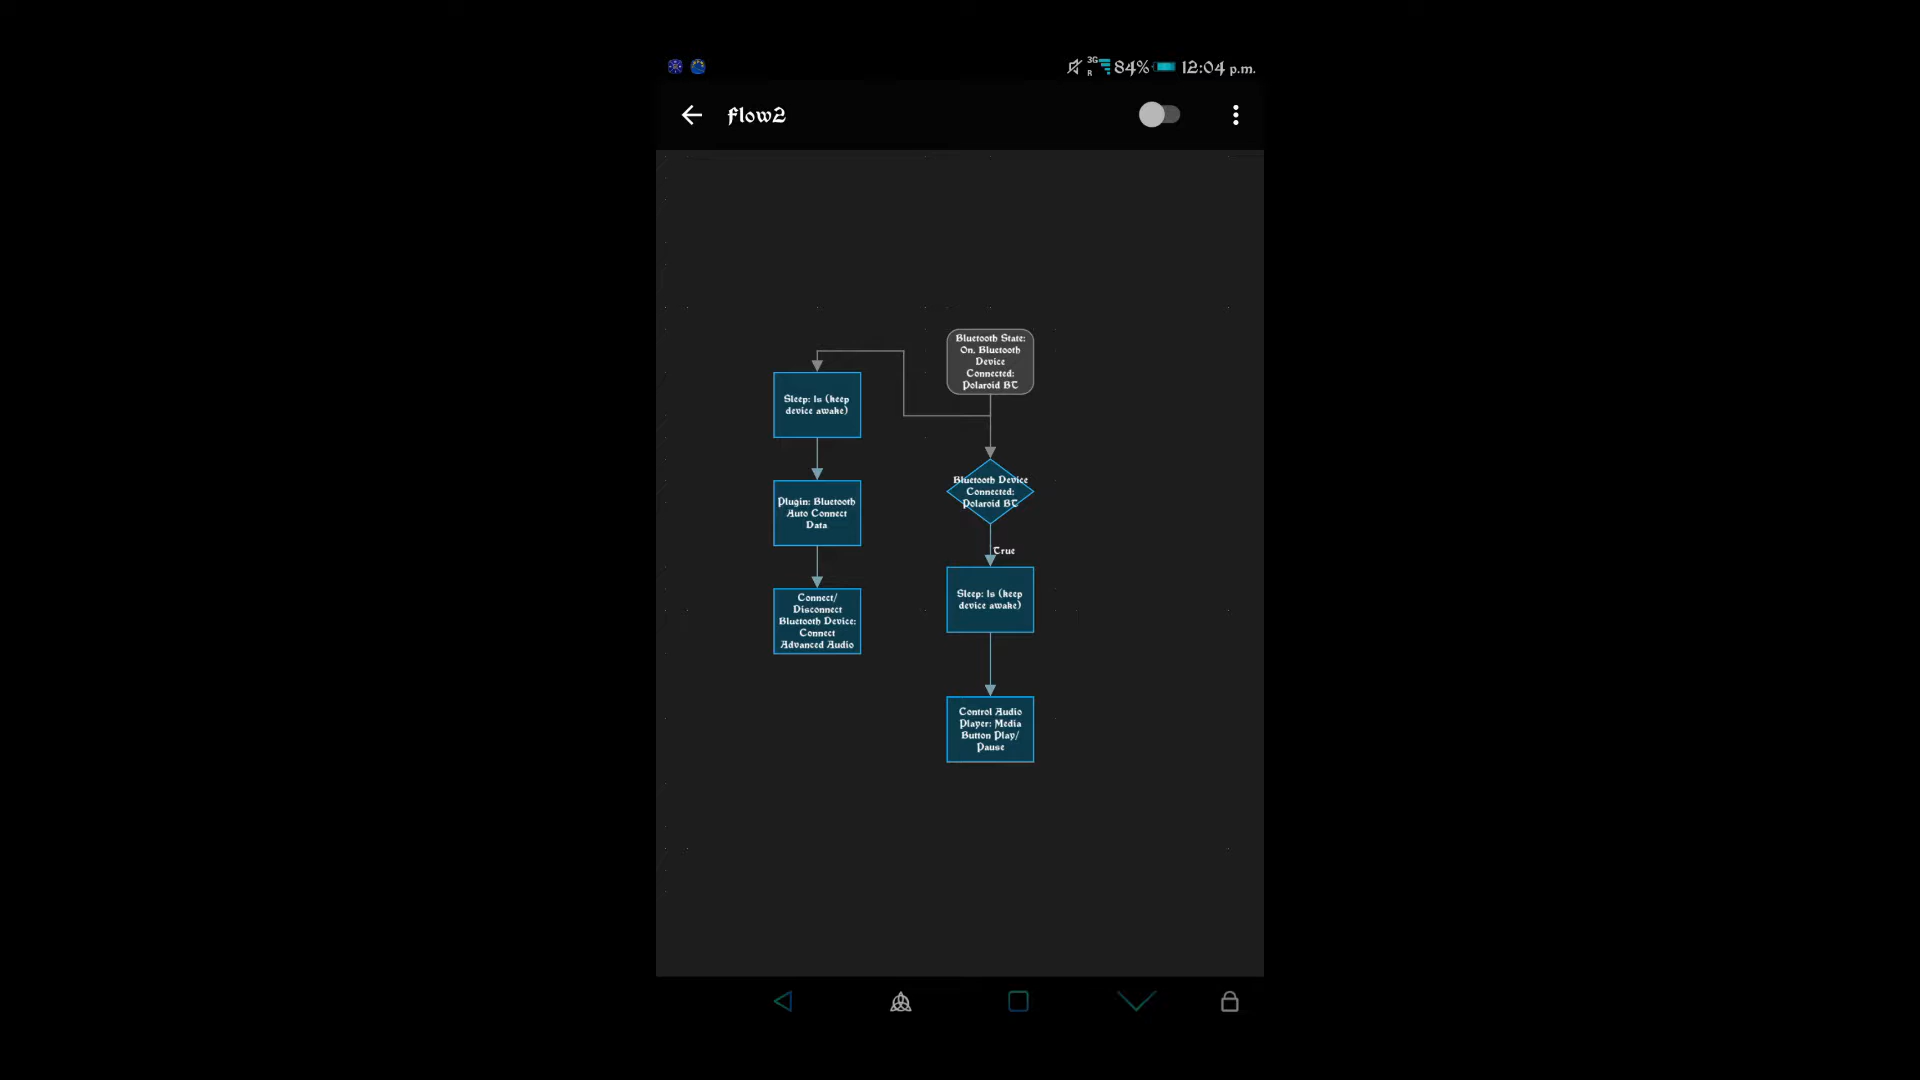 3G
R
84%
12:04 p.m.
flow2
Bluetooth State:
On, Bluetooth
Device
Connected:
Polaroid BT
Sleep: 1s (keep
device awake)
Plugin: Bluetooth
Auto Connect
Data
Connect/
Disconnect
Bluetooth Device:
Connect
Advanced Audio
Bluetooth Device
Connected:
Polaroid BT
True
Sleep: 1s (keep
device awake)
Control Audio
Player: Media
Button Play/
Pause